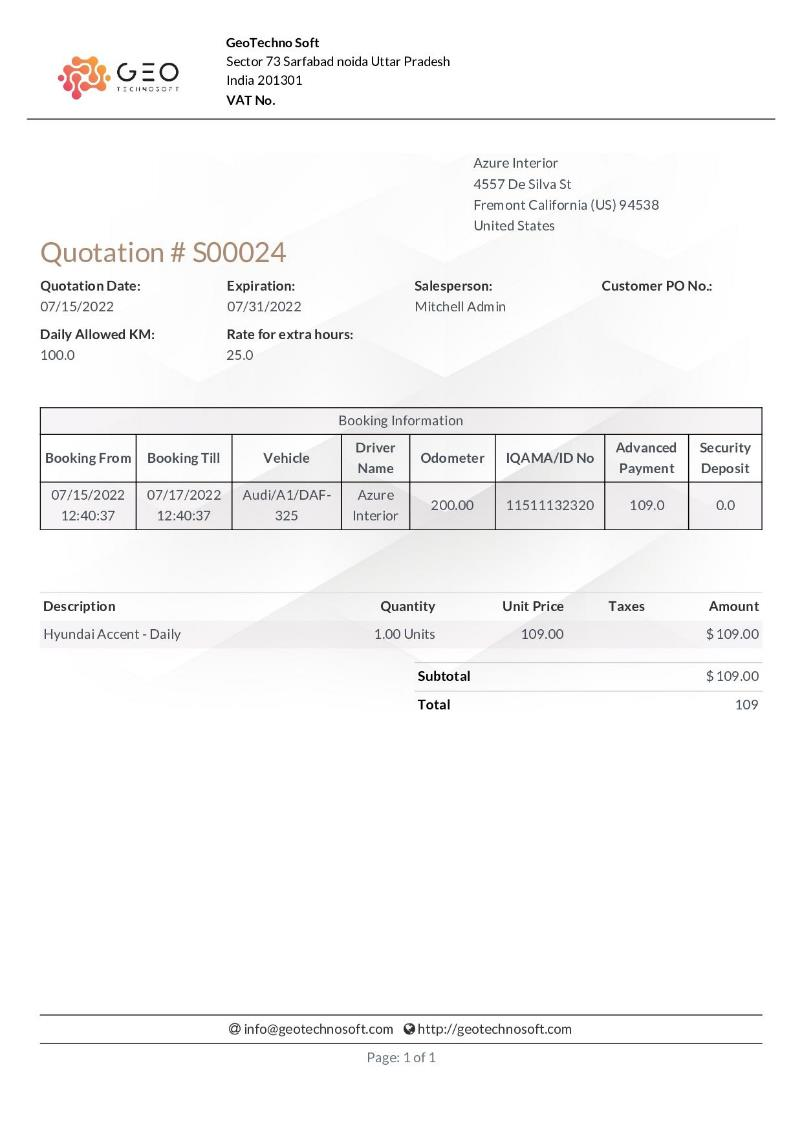 GEO
TECHNOSOFT
GeoTechno Soft
Sector 73 Sarfabad noida Uttar Pradesh
India 201301
VAT No.
Azure Interior
4557 De Silva St
Fremont California (US) 94538
United States
Quotation # S00024
Quotation Date: Expiration: Salesperson: Customer PO No.:
07/15/2022 07/31/2022 Mitchell Admin
Daily Allowed KM: Rate for extra hours:
100.0 25.0
Booking Information
Booking From Booking Till Vehicle Driver Name Odometer IQAMA/ID No Advanced Payment Security Deposit
07/15/2022 12:40:37 07/17/2022 12:40:37 Audi/A1/DAF-325 Azure Interior 200.00 11511132320 109.0 0.0
Description Quantity Unit Price Taxes Amount
Hyundai Accent - Daily 1.00 Units 109.00 $ 109.00
Subtotal $ 109.00
Total 109
info@geotechnosoft.com http://geotechnosoft.com
Page: 1 of 1